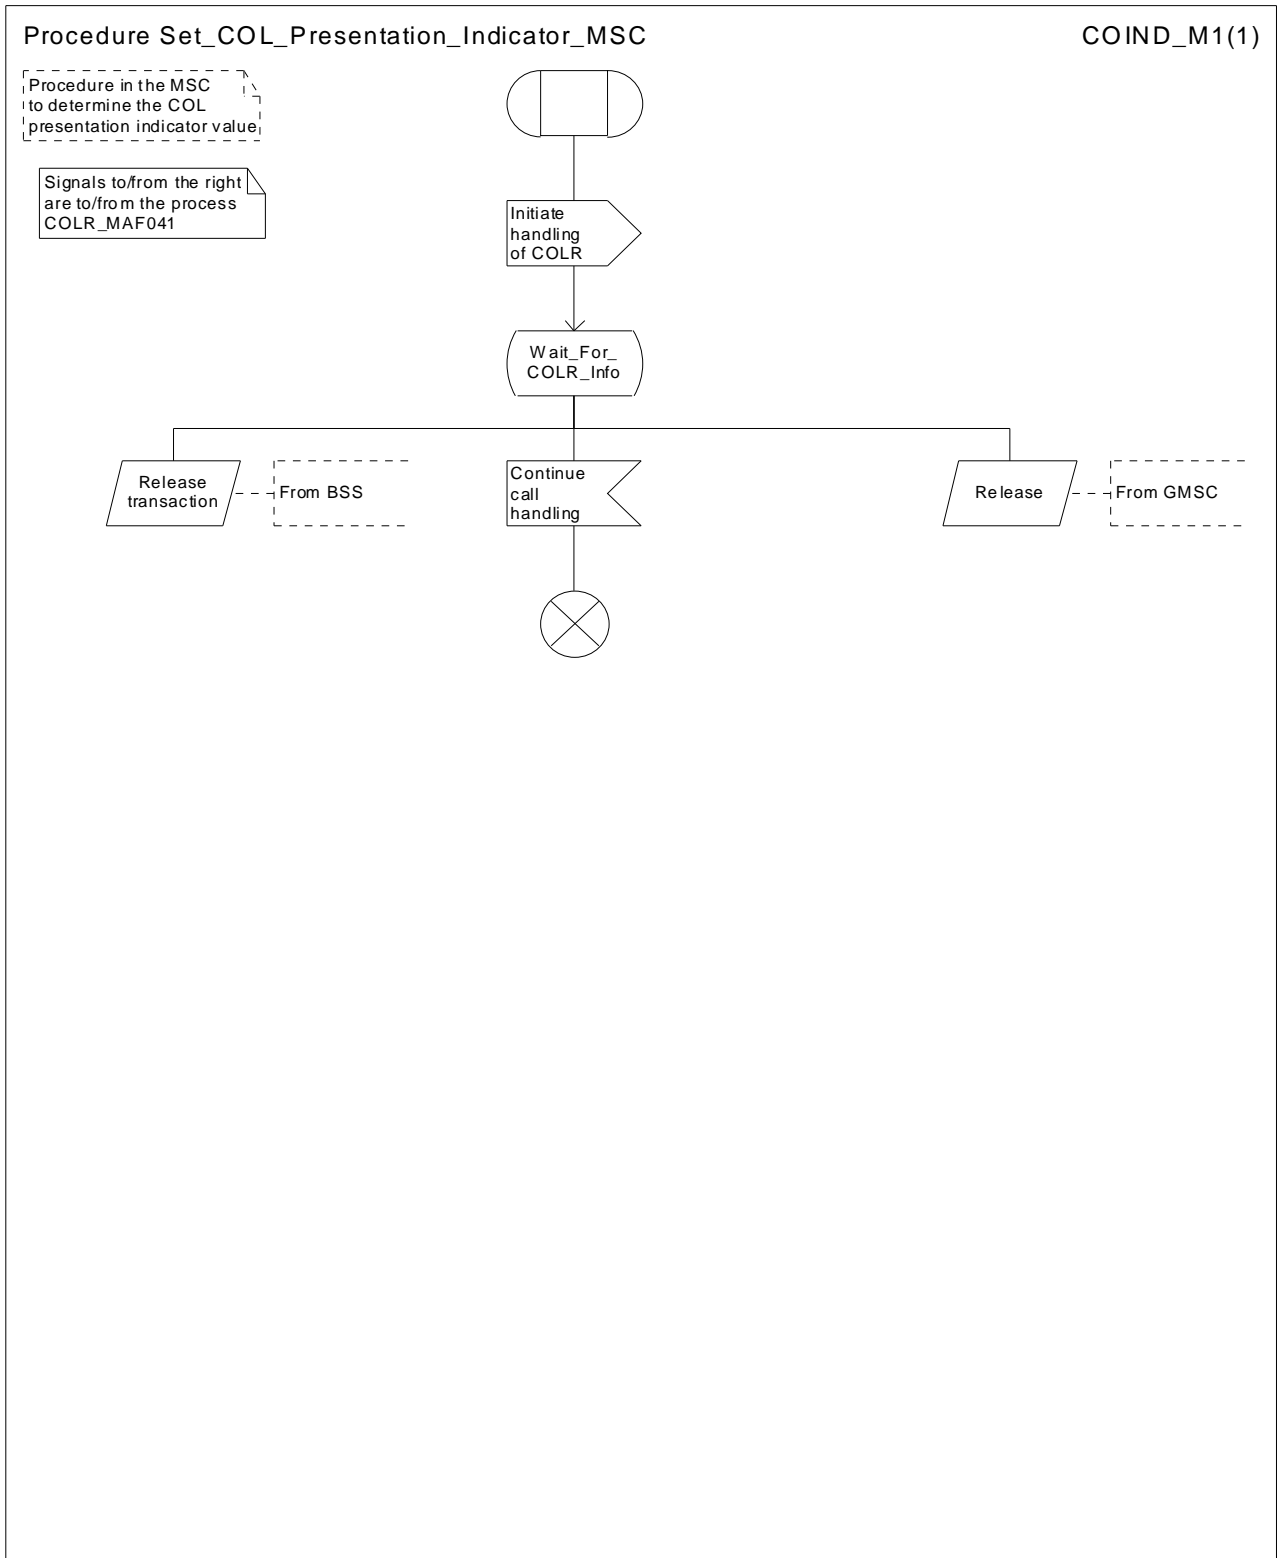 Procedure Set_COL_Presentation_Indicator_MSC
COIND_M1(1)
Procedure in the MSC
to determine the COL
presentation indicator value
Signals to/from the right
are to/from the process
COLR_MAF041
Initiate
handling
of COLR
Wait_For_
COLR_Info
Release
transaction
From BSS
Continue
call
handling
Release
From GMSC